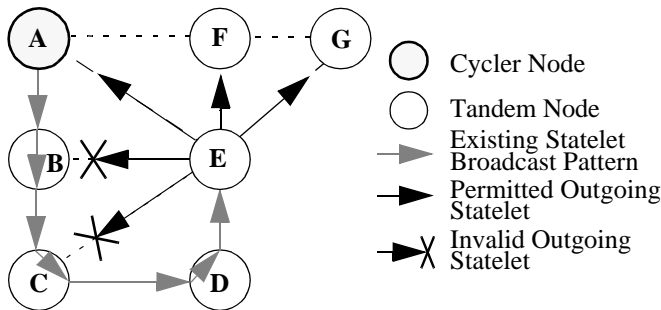 A
F
G
B
E
C
D
Cycler Node
Tandem Node
Existing Statelet
Broadcast Pattern
Permitted Outgoing
Statelet
Invalid Outgoing
Statelet